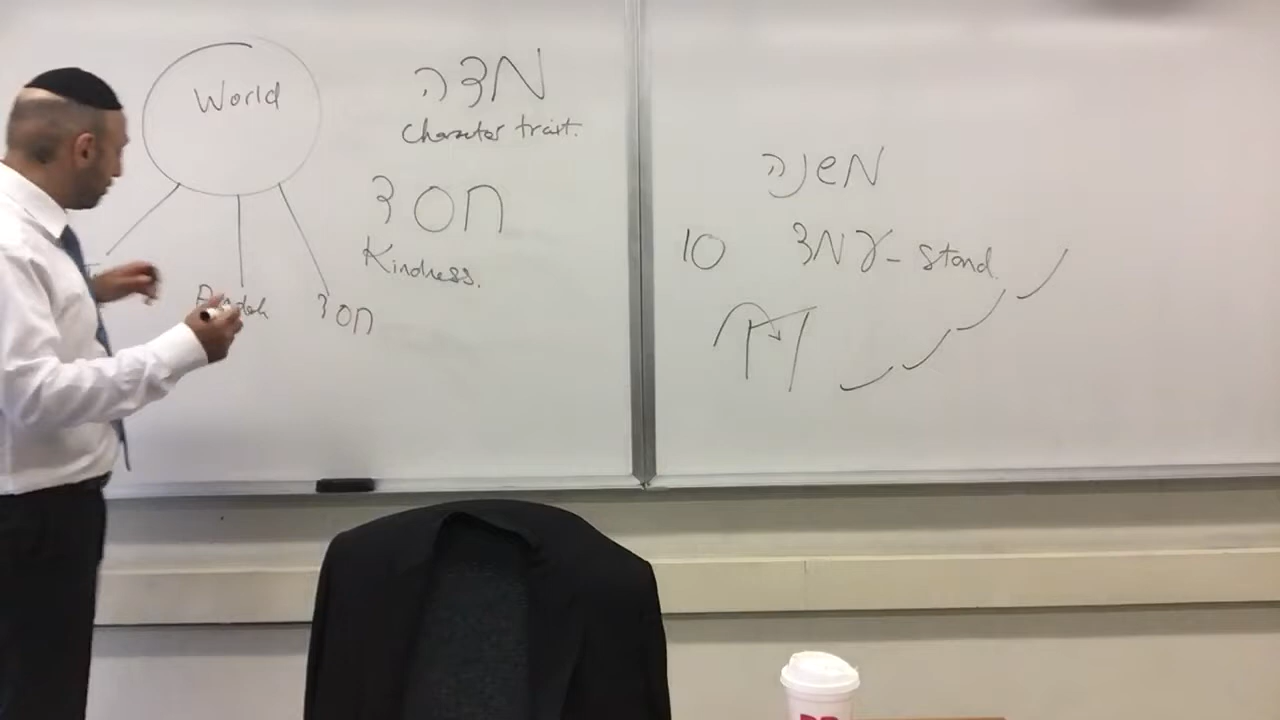 World
מדה
Character trait.
חסד
Kindness.
חסד
משנה
10 עמד - stand